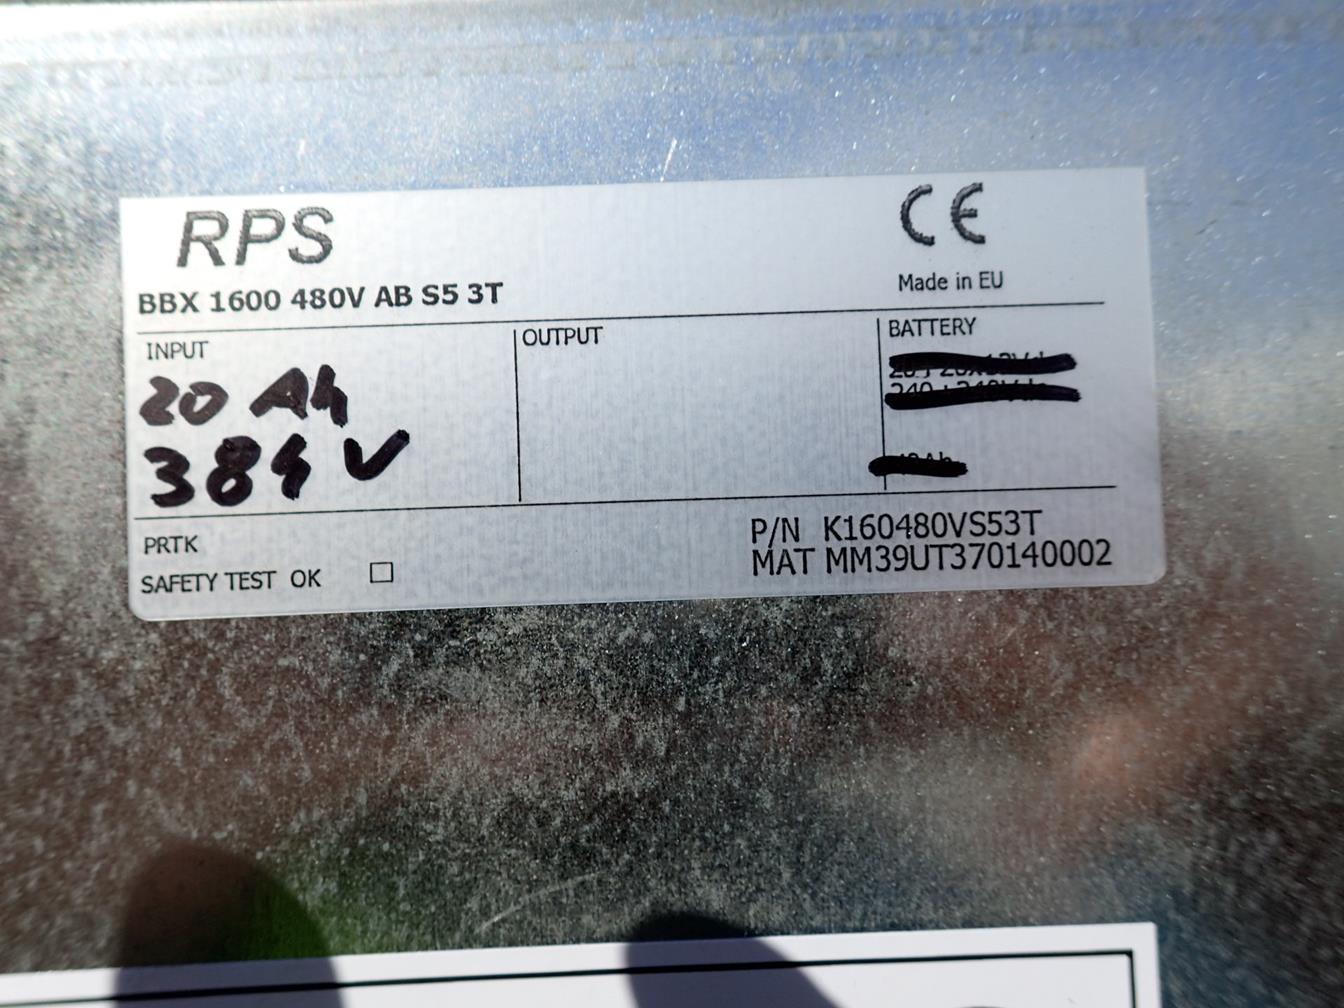 RPS
CE
Made in EU
BBX 1600 480V AB S5 3T
INPUT
20 Ah
384 V
OUTPUT
BATTERY
PRTK
SAFETY TEST OK
P/N K160480VS53T
MAT MM39UT370140002